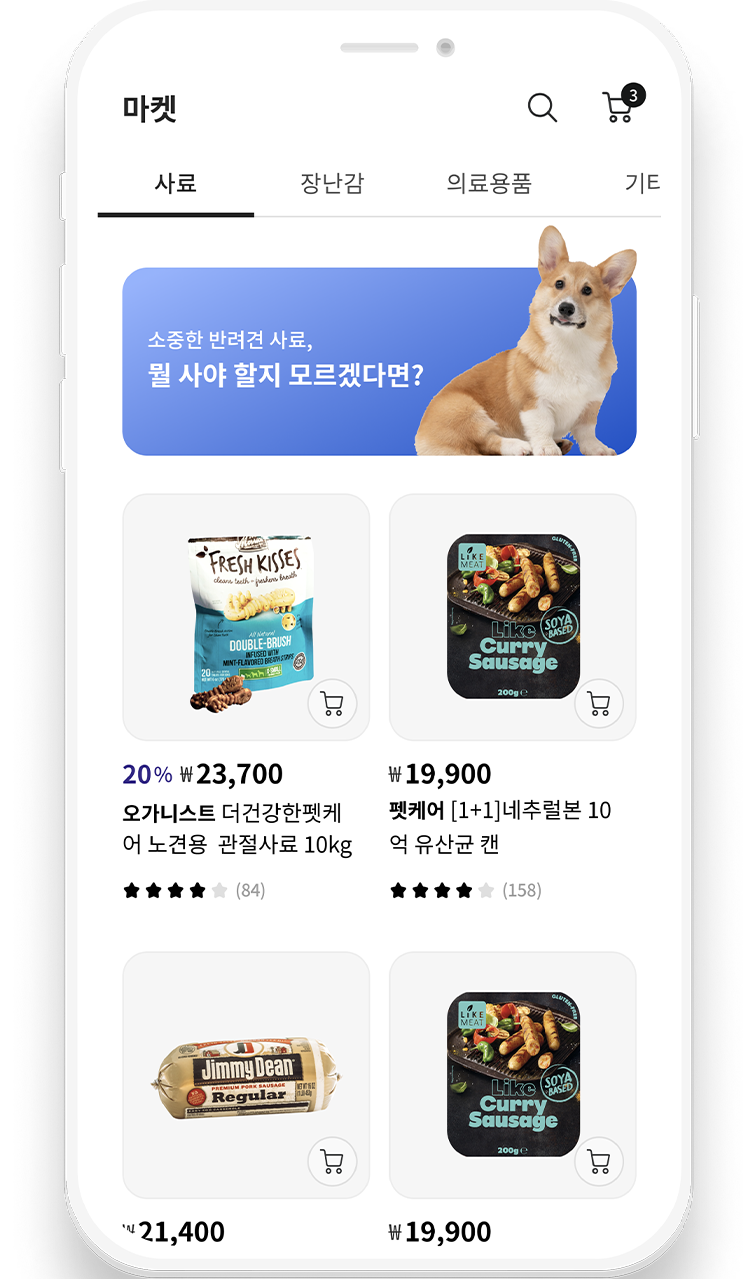 마켓
3
사료 장난감 의료용품 기타
소중한 반려견 사료,
뭘 사야 할지 모르겠다면?
FRESH KISSES
cleans teeth - freshens breath
All Natural
DOUBLE-BRUSH
INFUSED WITH
MINT-FLAVORED BREATH STRIPS
20
GLUTEN-FREE
LIKE
MEAT
SOYA
BASED
Like
Curry
Sausage
200g e
20% ₩23,700
오가니스트 더건강한펫케
어 노견용 관절사료 10kg
(84)
₩19,900
펫케어 [1+1]네추럴본 10
억 유산균 캔
(158)
Jimmy Dean
PREMIUM PORK SAUSAGE
Regular
GLUTEN-FREE
LIKE
MEAT
SOYA
BASED
Like
Curry
Sausage
200g e
₩21,400
₩19,900